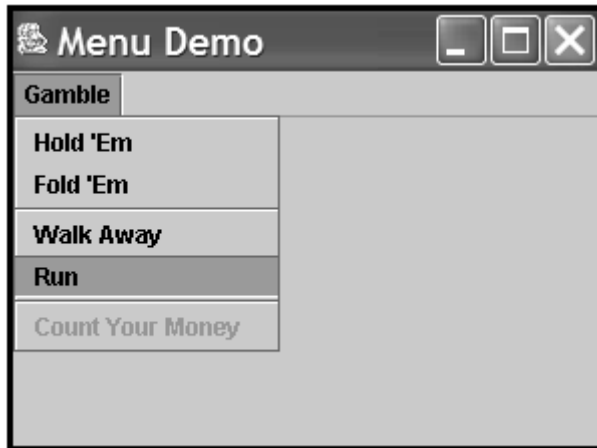 Menu Demo
Gamble
Hold 'Em
Fold 'Em
Walk Away
Run
Count Your Money